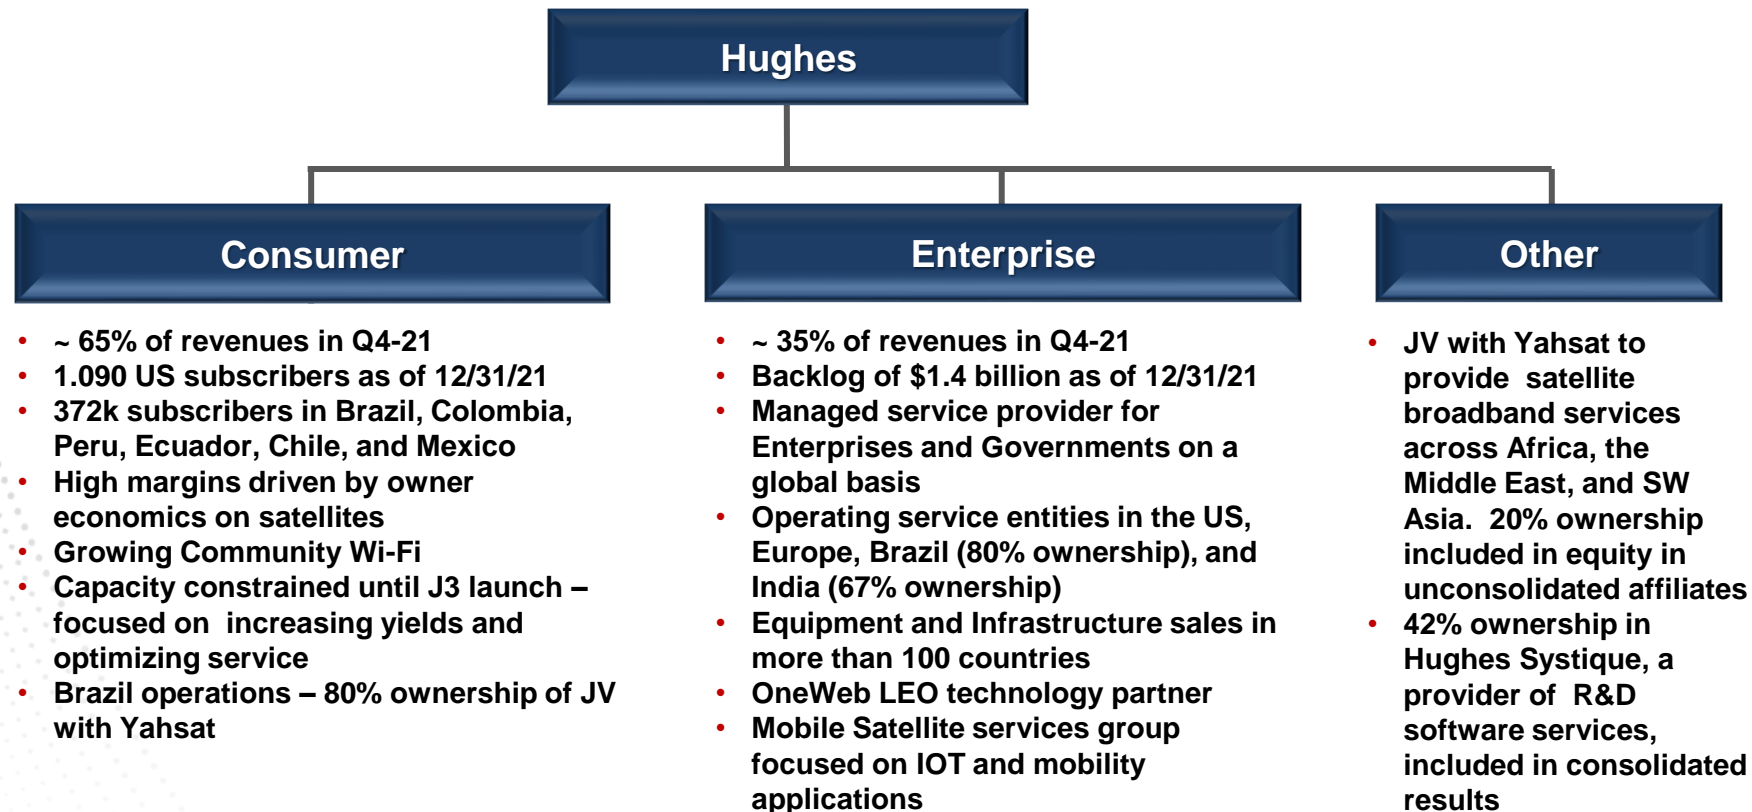 Hughes
Consumer
~ 65% of revenues in Q4-21
1.090 US subscribers as of 12/31/21
372k subscribers in Brazil, Colombia,
Peru, Ecuador, Chile, and Mexico
High margins driven by owner
economics on satellites
Growing Community Wi-Fi
Capacity constrained until J3 launch –
focused on increasing yields and
optimizing service
Brazil operations – 80% ownership of JV
with Yahsat
Enterprise
~ 35% of revenues in Q4-21
Backlog of $1.4 billion as of 12/31/21
Managed service provider for
Enterprises and Governments on a
global basis
Operating service entities in the US,
Europe, Brazil (80% ownership), and
India (67% ownership)
Equipment and Infrastructure sales in
more than 100 countries
OneWeb LEO technology partner
Mobile Satellite services group
focused on IOT and mobility
applications
Other
JV with Yahsat to
provide satellite
broadband services
across Africa, the
Middle East, and SW
Asia. 20% ownership
included in equity in
unconsolidated affiliates
42% ownership in
Hughes Systique, a
provider of R&D
software services,
included in consolidated
results